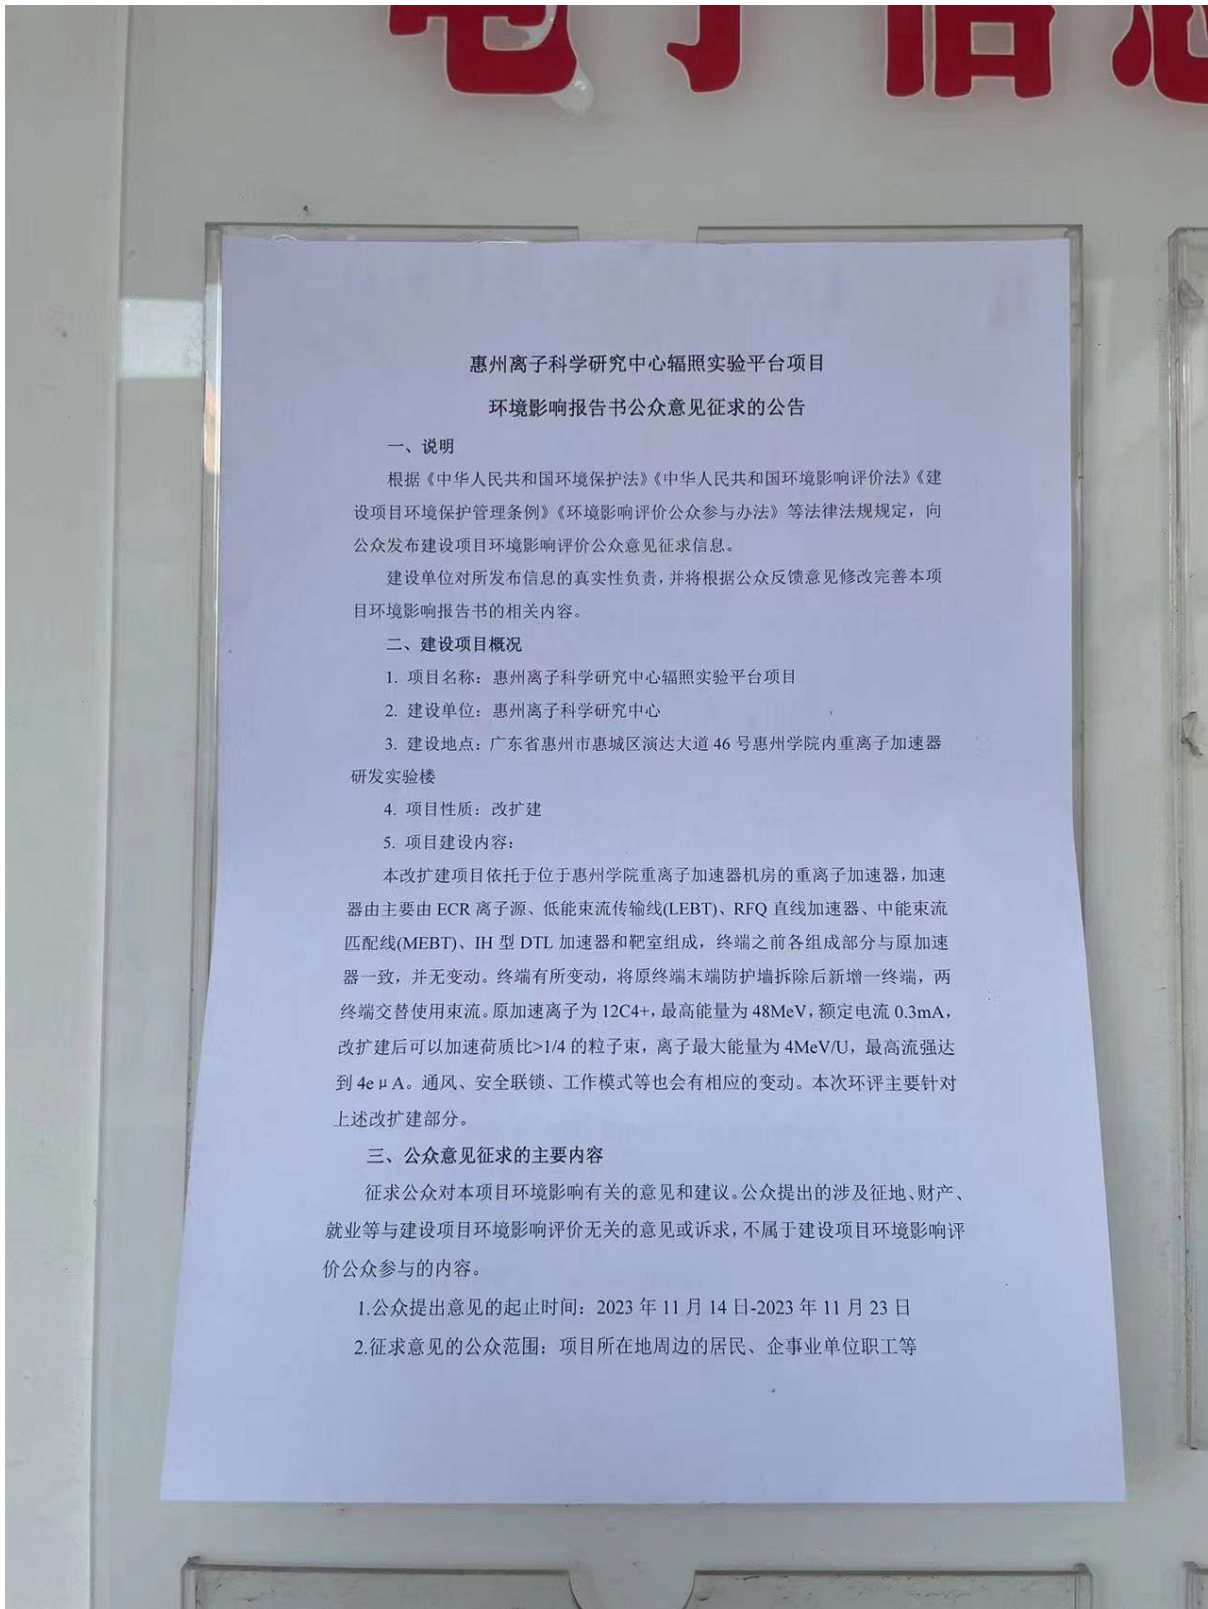 电子信息
惠州离子科学研究中心辐照实验平台项目
环境影响报告书公众意见征求的公告
一、说明
根据《中华人民共和国环境保护法》《中华人民共和国环境影响评价法》《建
设项目环境保护管理条例》《环境影响评价公众参与办法》等法律法规规定，向
公众发布建设项目环境影响评价公众意见征求信息。
建设单位对所发布信息的真实性负责，并将根据公众反馈意见修改完善本项
目环境影响报告书的相关内容。
二、建设项目概况
1. 项目名称：惠州离子科学研究中心辐照实验平台项目
2. 建设单位：惠州离子科学研究中心
3. 建设地点：广东省惠州市惠城区演达大道 46 号惠州学院内重离子加速器
研发实验楼
4. 项目性质：改扩建
5. 项目建设内容：
本改扩建项目依托于位于惠州学院重离子加速器机房的重离子加速器，加速
器由主要由 ECR 离子源、低能束流传输线(LEBT)、RFQ 直线加速器、中能束流
匹配线(MEBT)、IH 型 DTL 加速器和靶室组成，终端之前各组成部分与原加速
器一致，并无变动。终端有所变动，将原终端末端防护墙拆除后新增一终端，两
终端交替使用束流。原加速离子为 12C4+，最高能量为 48MeV，额定电流 0.3mA，
改扩建后可以加速荷质比>1/4 的粒子束，离子最大能量为 4MeV/U，最高流强达
到 4eμA。通风、安全联锁、工作模式等也会有相应的变动。本次环评主要针对
上述改扩建部分。
三、公众意见征求的主要内容
征求公众对本项目环境影响有关的意见和建议。公众提出的涉及征地、财产、
就业等与建设项目环境影响评价无关的意见或诉求，不属于建设项目环境影响评
价公众参与的内容。
1.公众提出意见的起止时间：2023 年 11 月 14 日-2023 年 11 月 23 日
2.征求意见的公众范围：项目所在地周边的居民、企事业单位职工等